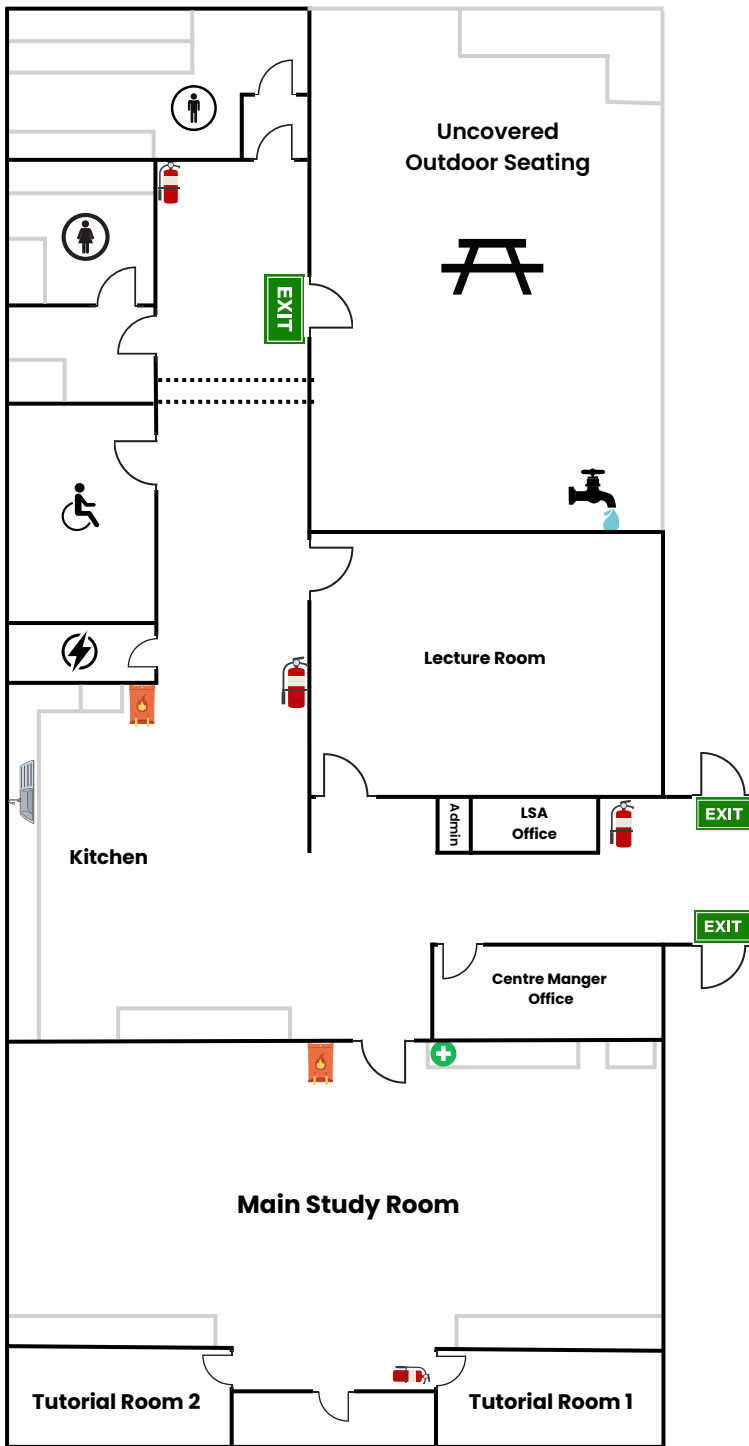 Uncovered
Outdoor Seating
EXIT
Lecture Room
Admin
LSA
Office
EXIT
Kitchen
EXIT
Centre Manger
Office
Main Study Room
Tutorial Room 2
Tutorial Room 1